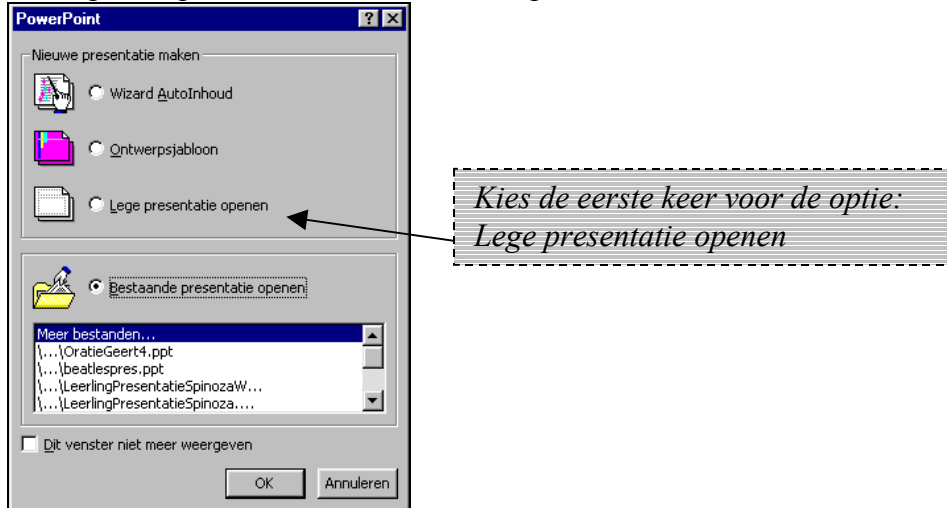 PowerPoint
Nieuwe presentatie maken
Wizard AutoInhoud
Ontwerpsjabloon
Lege presentatie openen
Kies de eerste keer voor de optie:
Lege presentatie openen
Bestaande presentatie openen
Meer bestanden...
\...\OratieGeert4.ppt
\...\beatlespres.ppt
\...\LeerlingPresentatieSpinozaW...
\...\LeerlingPresentatieSpinoza....
Dit venster niet meer weergeven
OK
Annuleren